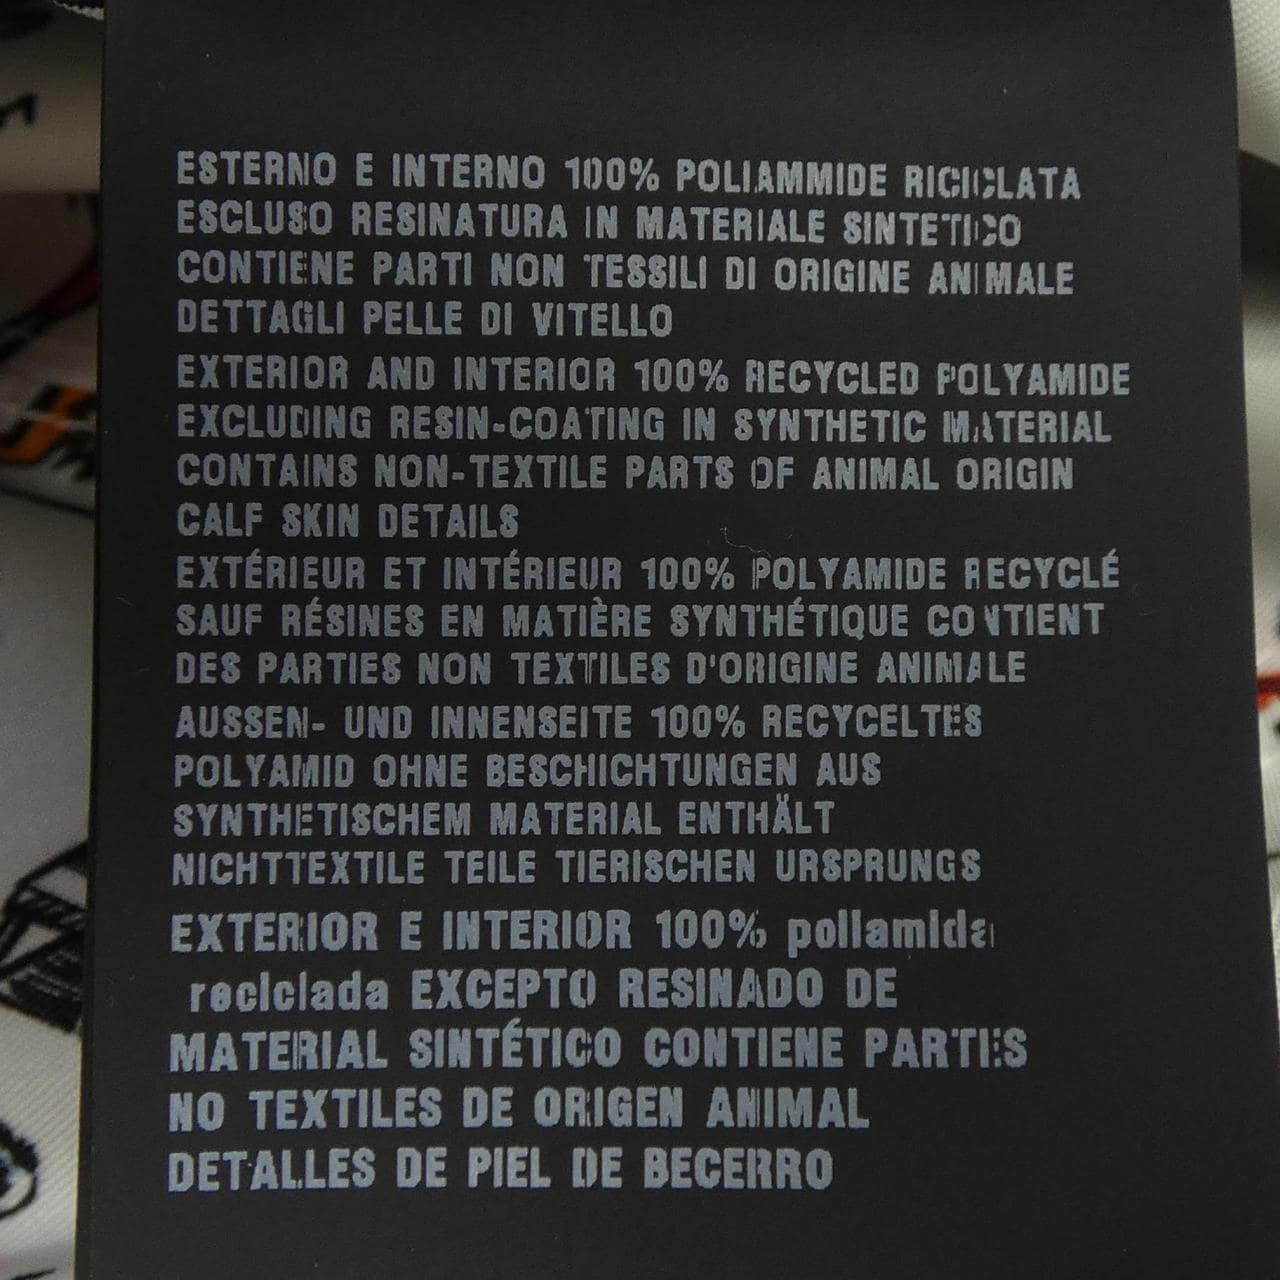 ESTERNO E INTERNO 100% POLIAMMIDE RICICLATA
ESCLUSO RESINATURA IN MATERIALE SINTETICO
CONTIENE PARTI NON TESSILI DI ORIGINE ANIMALE
DETTAGLI PELLE DI VITELLO
EXTERIOR AND INTERIOR 100% RECYCLED POLYAMIDE
EXCLUDING RESIN-COATING IN SYNTHETIC MATERIAL
CONTAINS NON-TEXTILE PARTS OF ANIMAL ORIGIN
CALF SKIN DETAILS
EXTÉRIEUR ET INTÉRIEUR 100% POLYAMIDE RECYCLÉ
SAUF RÉSINES EN MATIÈRE SYNTHÉTIQUE CONTIENT
DES PARTIES NON TEXTILES D'ORIGINE ANIMALE
AUSSEN- UND INNENSEITE 100% RECYCELTES
POLYAMID OHNE BESCHICHTUNGEN AUS
SYNTHETISCHEM MATERIAL ENTHÄLT
NICHTTEXTILE TEILE TIERISCHEN URSPRUNGS
EXTERIOR E INTERIOR 100% poliamida
reciclada EXCEPTO RESINADO DE
MATERIAL SINTÉTICO CONTIENE PARTIES
NO TEXTILES DE ORIGEN ANIMAL
DETALLES DE PIEL DE BECERRO